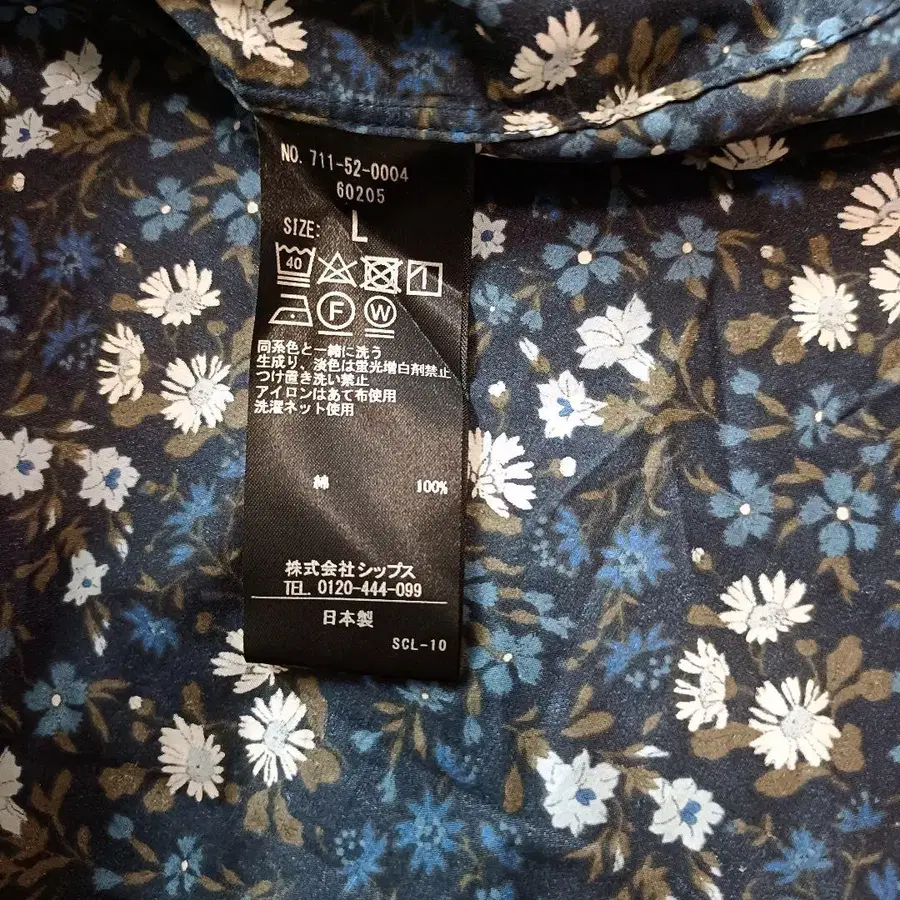 NO. 711-52-0004
60205
SIZE: L
40
F W
同系色と一緒に洗う
生成り、淡色は蛍光増白剤禁止
つけ置き洗い禁止
アイロンはあて布使用
洗濯ネット使用
綿 100%
株式会社シップス
TEL 0120-444-099
日本製
SCL-10